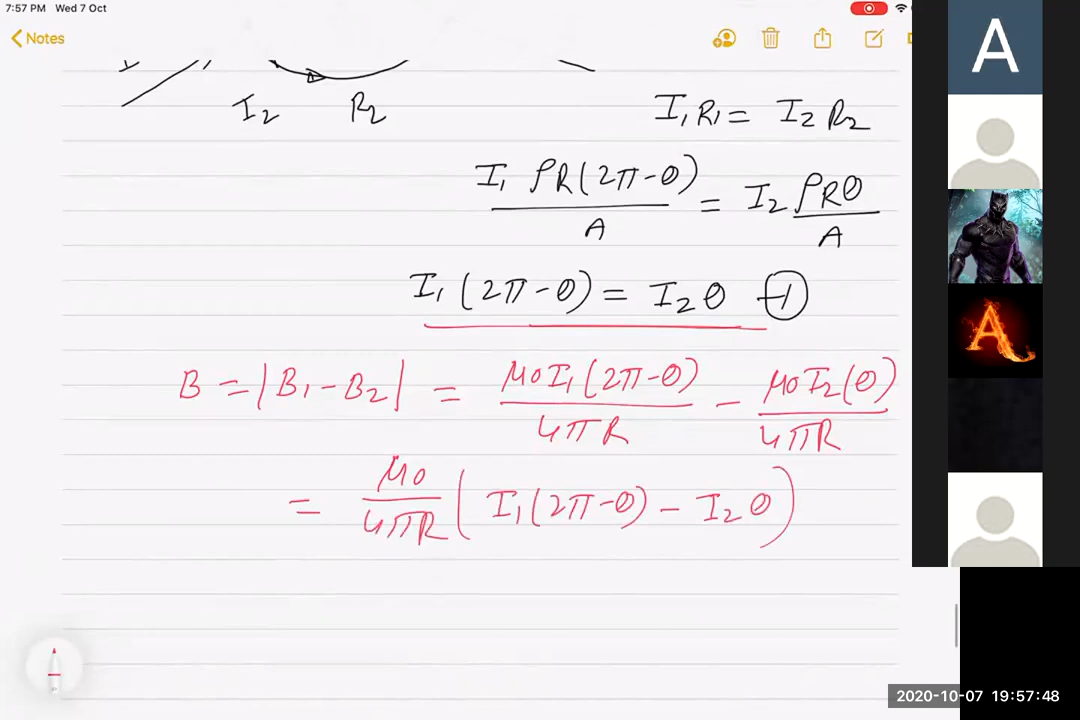 7:57 PM Wed 7 Oct
Notes
I₂ R₂
I₁R₁ = I₂R₂
I₁ ρR(2π-θ)/A = I₂ ρRθ/A
I₁(2π-θ) = I₂θ -①
B = |B₁-B₂| = μ₀I₁(2π-θ)/4πR - μ₀I₂(θ)/4πR
= μ₀/4πR ( I₁(2π-θ) - I₂θ )
A
A
2020-10-07 19:57:48